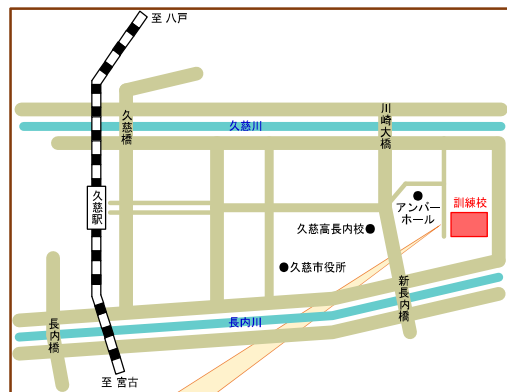 至 八戸
久慈橋
久慈川
川崎大橋
久慈駅
アンバー
ホール
訓練校
久慈高長内校
久慈市役所
新長内橋
長内橋
長内川
至 宮古